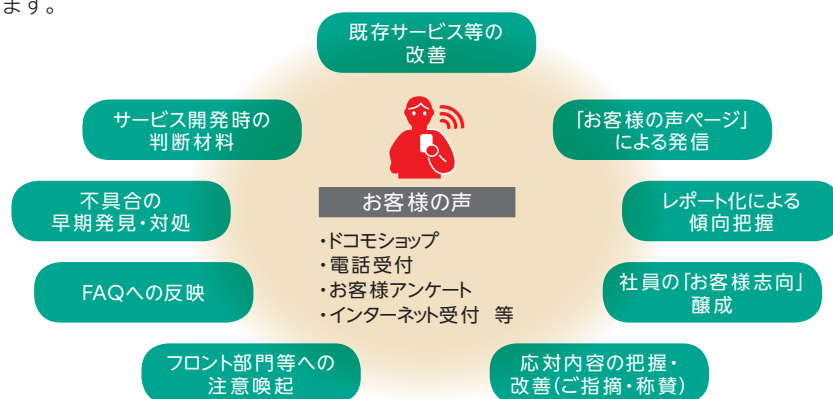 ます。
既存サービス等の
改善
サービス開発時の
判断材料
「お客様の声ページ」
による発信
不具合の
早期発見・対処
お客様の声
レポート化による
傾向把握
・ドコモショップ
・電話受付
・お客様アンケート
・インターネット受付 等
FAQへの反映
社員の「お客様志向」
醸成
フロント部門等への
注意喚起
応対内容の把握・
改善(ご指摘・称賛)